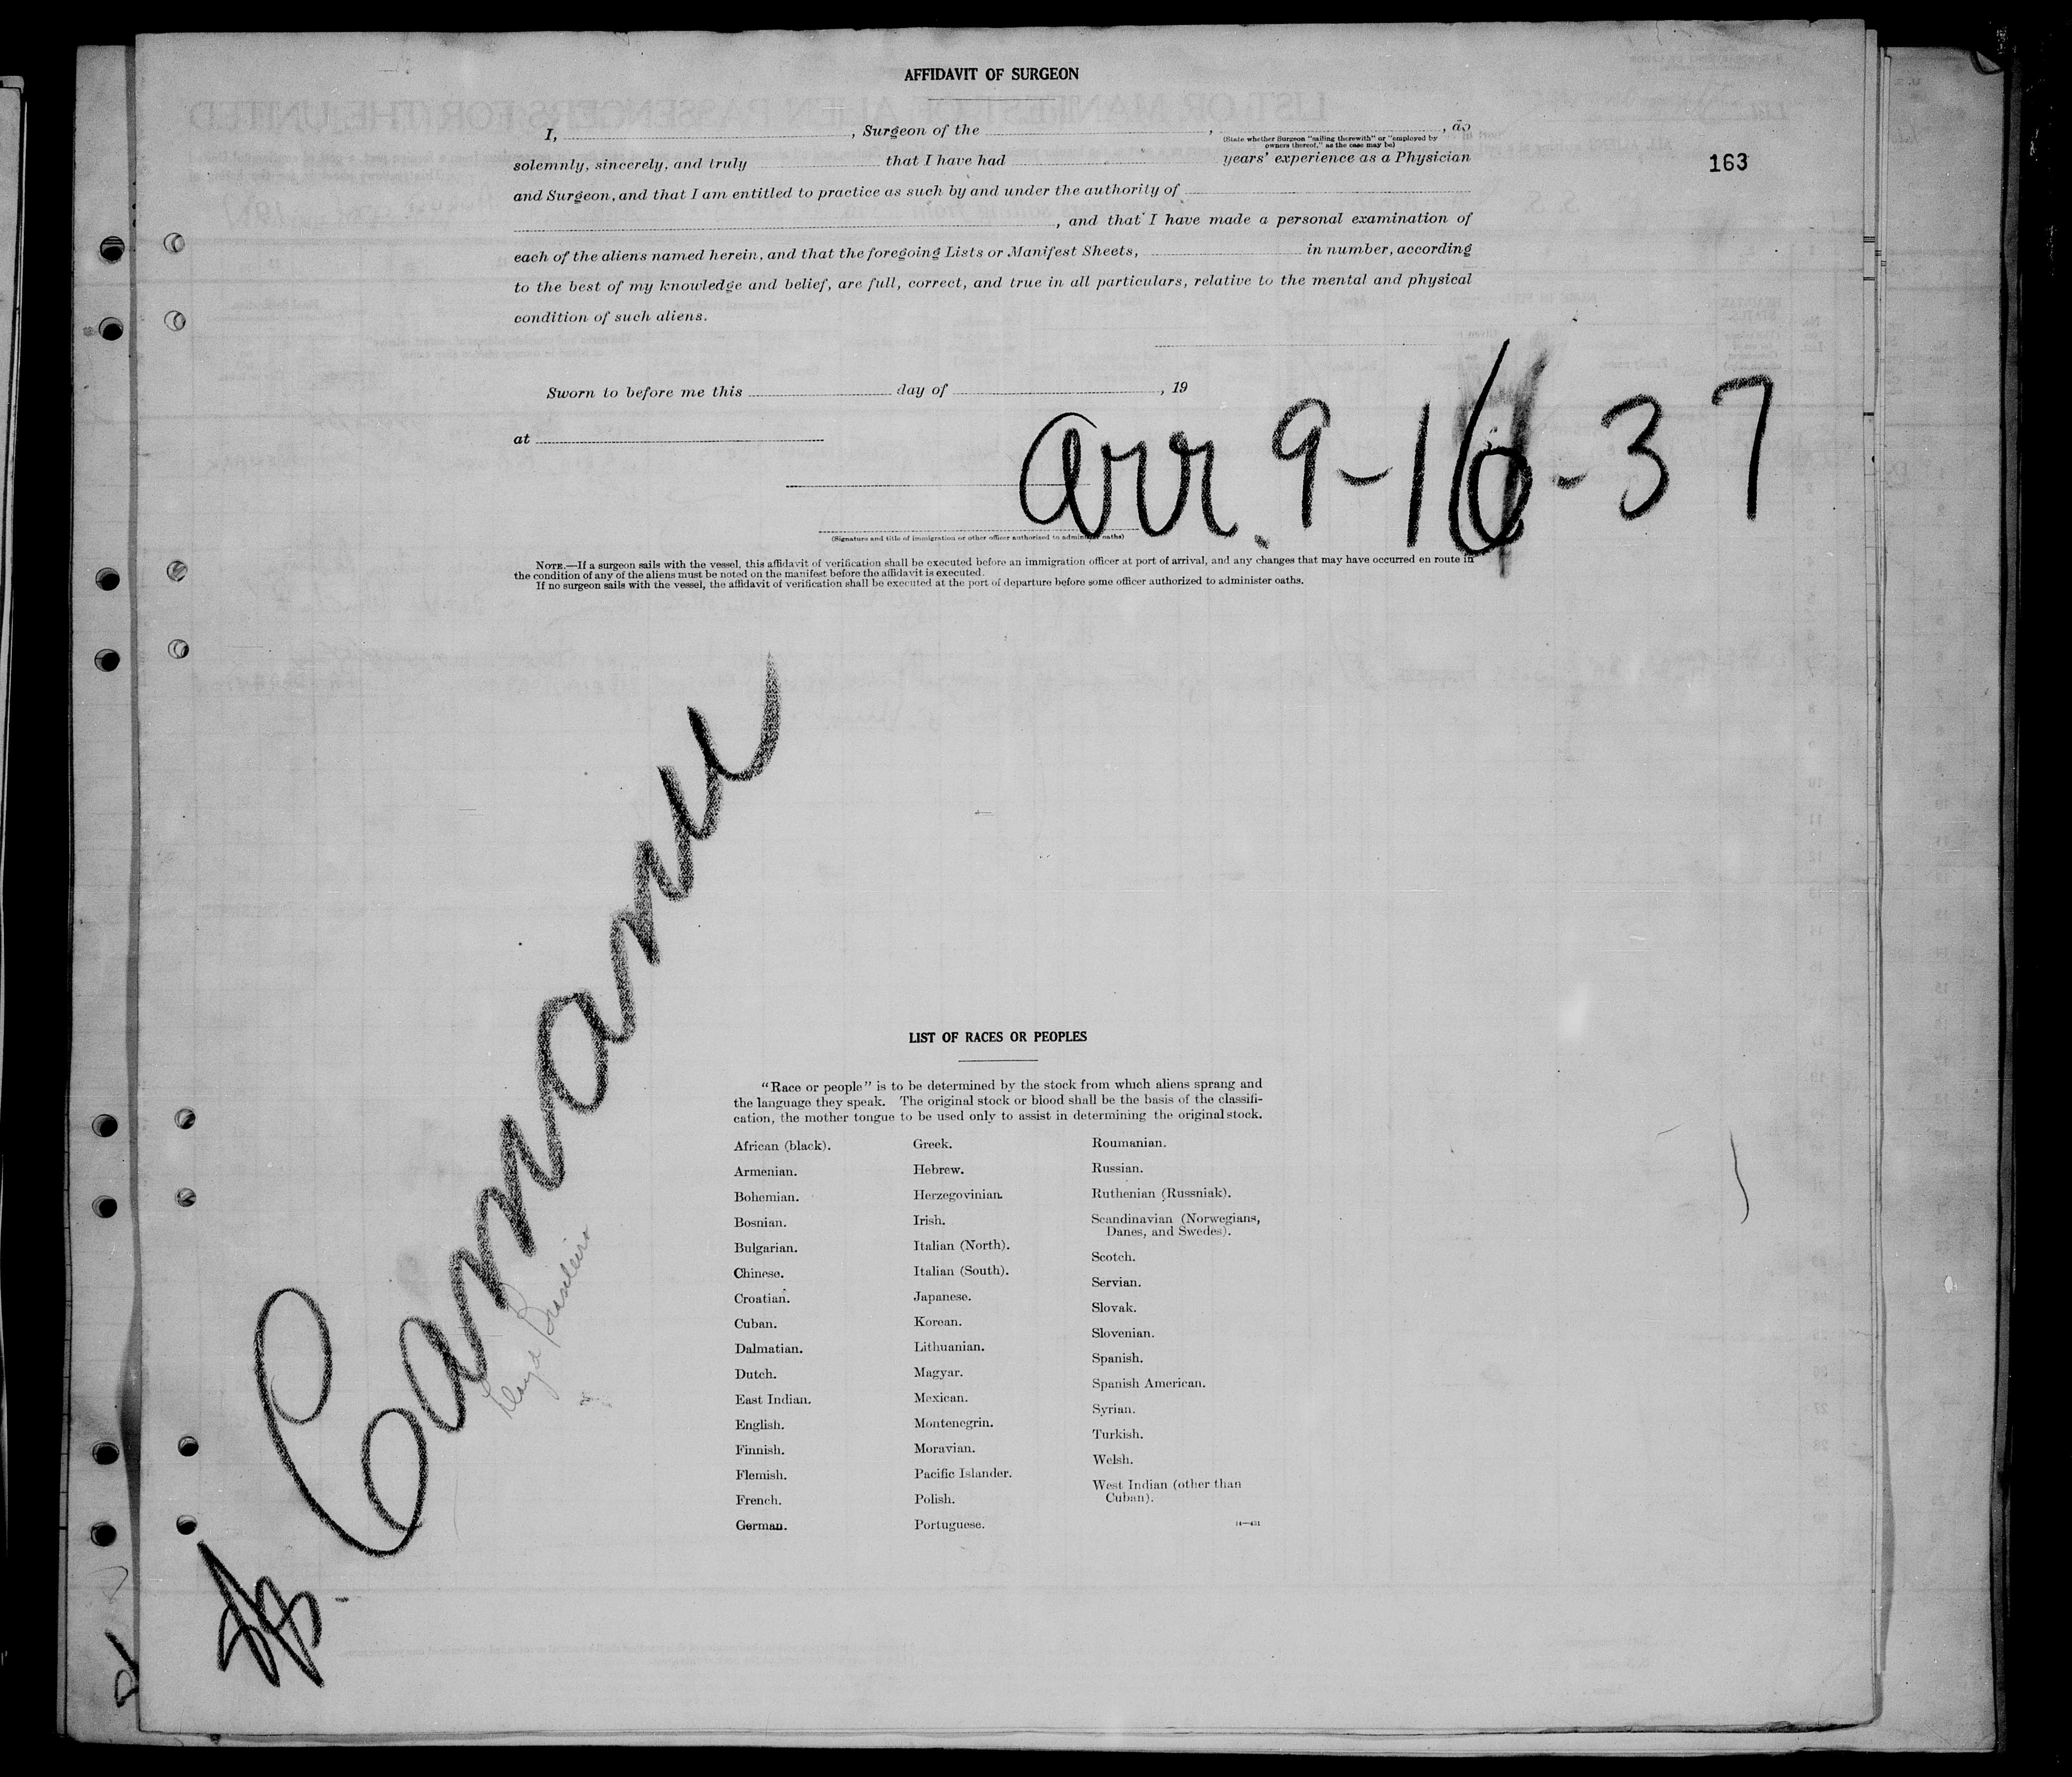 AFFIDAVIT OF SURGEON
163
I, , Surgeon of the , , do
(State whether Surgeon "sailing therewith" or "employed by owners thereof," as the case may be)
solemnly, sincerely, and truly that I have had years' experience as a Physician
and Surgeon, and that I am entitled to practice as such by and under the authority of
, and that I have made a personal examination of
each of the aliens named herein, and that the foregoing Lists or Manifest Sheets, in number, according
to the best of my knowledge and belief, are full, correct, and true in all particulars, relative to the mental and physical
condition of such aliens.
Sworn to before me this day of , 19
at
Arr. 9-16-37
(Signature and title of immigration or other officer authorized to administer oaths)
NOTE.—If a surgeon sails with the vessel, this affidavit of verification shall be executed before an immigration officer at port of arrival, and any changes that may have occurred en route in
the condition of any of the aliens must be noted on the manifest before the affidavit is executed.
If no surgeon sails with the vessel, the affidavit of verification shall be executed at the port of departure before some officer authorized to administer oaths.
Camamu
Lloyd Brasileiro
LIST OF RACES OR PEOPLES
"Race or people" is to be determined by the stock from which aliens sprang and
the language they speak. The original stock or blood shall be the basis of the classifi-
cation, the mother tongue to be used only to assist in determining the original stock.
African (black).
Armenian.
Bohemian.
Bosnian.
Bulgarian.
Chinese.
Croatian.
Cuban.
Dalmatian.
Dutch.
East Indian.
English.
Finnish.
Flemish.
French.
German.
Greek.
Hebrew.
Herzegovinian.
Irish.
Italian (North).
Italian (South).
Japanese.
Korean.
Lithuanian.
Magyar.
Mexican.
Montenegrin.
Moravian.
Pacific Islander.
Polish.
Portuguese.
Roumanian.
Russian.
Ruthenian (Russniak).
Scandinavian (Norwegians,
Danes, and Swedes).
Scotch.
Servian.
Slovak.
Slovenian.
Spanish.
Spanish American.
Syrian.
Turkish.
Welsh.
West Indian (other than
Cuban).
14—431